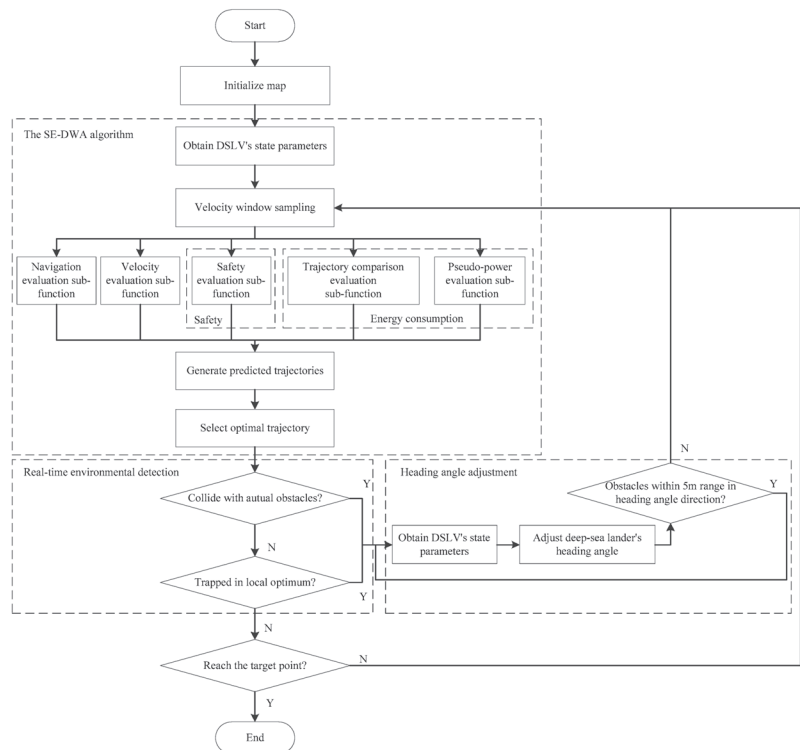 Start
Initialize map
The SE-DWA algorithm
Obtain DSLV's state parameters
Velocity window sampling
Navigation
evaluation sub-
function
Velocity
evaluation sub-
function
Safety
evaluation sub-
function
Trajectory comparison
evaluation
sub-function
Pseudo-power
evaluation sub-
function
Safety
Energy consumption
Generate predicted trajectories
Select optimal trajectory
Real-time environmental detection
Collide with autual obstacles?
Y
N
Trapped in local optimum?
Y
N
Heading angle adjustment
N
Obstacles within 5m range in
heading angle direction?
Y
Obtain DSLV's state
parameters
Adjust deep-sea lander's
heading angle
Reach the target point?
N
Y
End